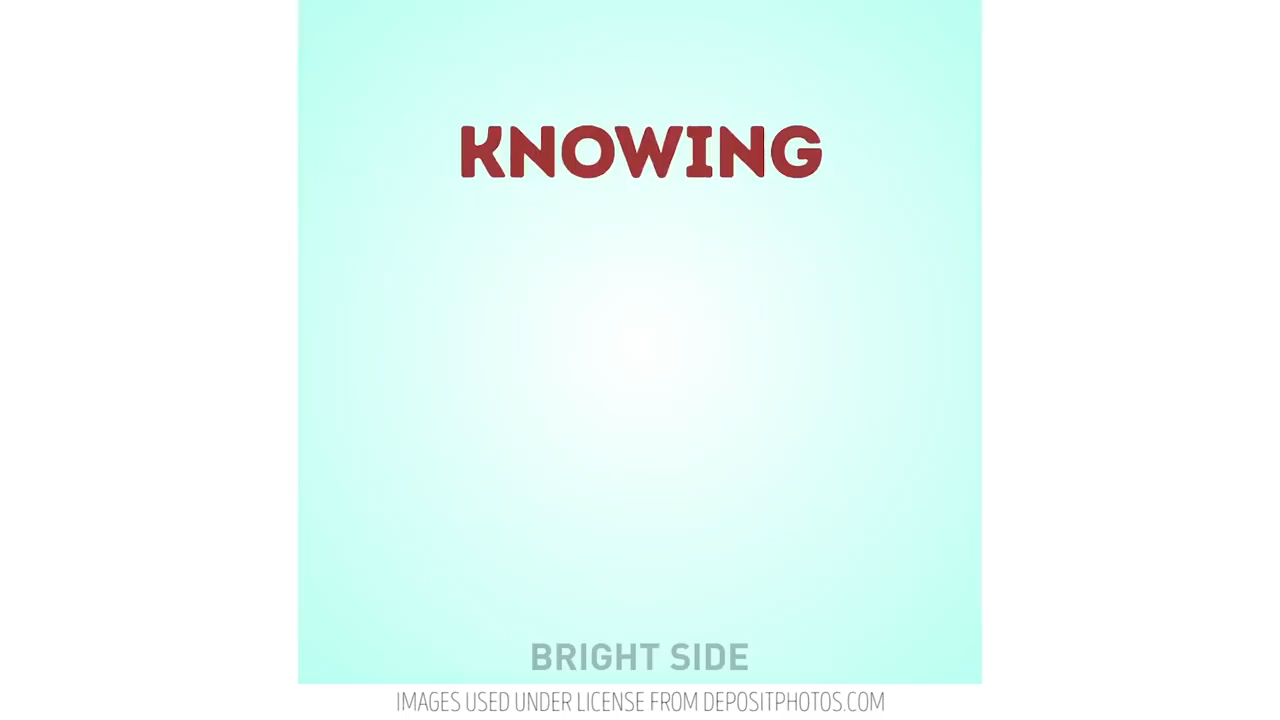 KNOWING
BRIGHT SIDE
IMAGES USED UNDER LICENSE FROM DEPOSITPHOTOS.COM